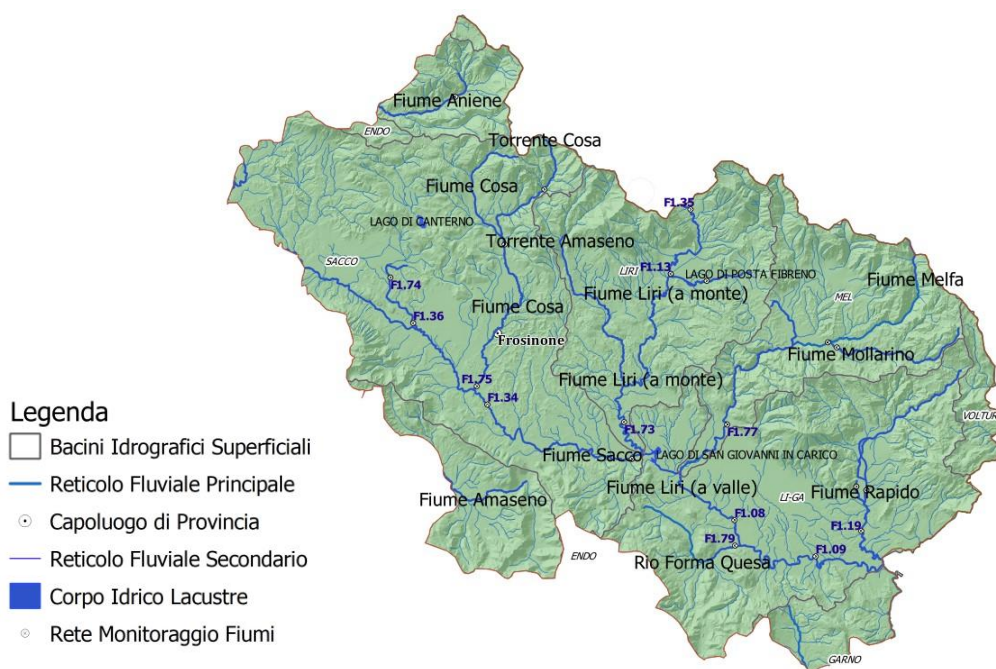 Fiume Aniene
ENDO
Torrente Cosa
Fiume Cosa
F1.35
LAGO DI CANTERNO
Torrente Amaseno
SACCO
LIRI
F1.13
LAGO DI POSTA FIBRENO
Fiume Melfa
F1.74
Fiume Liri (a monte)
MEL
Fiume Cosa
F1.36
Frosinone
Fiume Mollarino
Fiume Liri (a monte)
F1.75
F1.34
Legenda
Bacini Idrografici Superficiali
Reticolo Fluviale Principale
Capoluogo di Provincia
Reticolo Fluviale Secondario
Corpo Idrico Lacustre
Rete Monitoraggio Fiumi
F1.73
F1.77
VOLTUR
Fiume Sacco
LAGO DI SAN GIOVANNI IN CARICO
Fiume Amaseno
Fiume Liri (a valle)
LI-GA
Fiume Rapido
F1.08
F1.19
F1.79
F1.09
ENDO
Rio Forma Quesa
GARNO